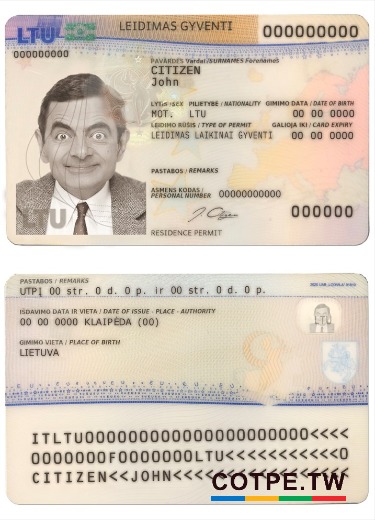 LTU
LEIDIMAS GYVENTI
000000000
000000000
PAVARDĖS Vardai /SURNAMES Forenames
CITIZEN
John
LYTIS /SEX PILIETYBĖ / NATIONALITY GIMIMO DATA / DATE OF BIRTH
MOT. LTU 00 00 0000
LEIDIMO RŪŠIS / TYPE OF PERMIT GALIOJA IKI / CARD EXPIRY
LEIDIMAS LAIKINAI GYVENTI 00 00 0000
PASTABOS / REMARKS
ASMENS KODAS /
PERSONAL NUMBER 00000000000
LTU
000000
RESIDENCE PERMIT
PASTABOS / REMARKS
UTPĮ 00 str. 0 d. 0 p. ir 00 str. 0 d. 0 p.
IŠDAVIMO DATA IR VIETA / DATE OF ISSUE - PLACE - AUTHORITY
00 00 0000 KLAIPĖDA (00)
GIMIMO VIETA / PLACE OF BIRTH
LIETUVA
ITLTU0000000000000000000000<<<<
0000000F0000000LTU<<<<<<<<<<<0
CITIZEN<<JOHN<<<<<<<<<<<<<<<<<
COTPE.TW